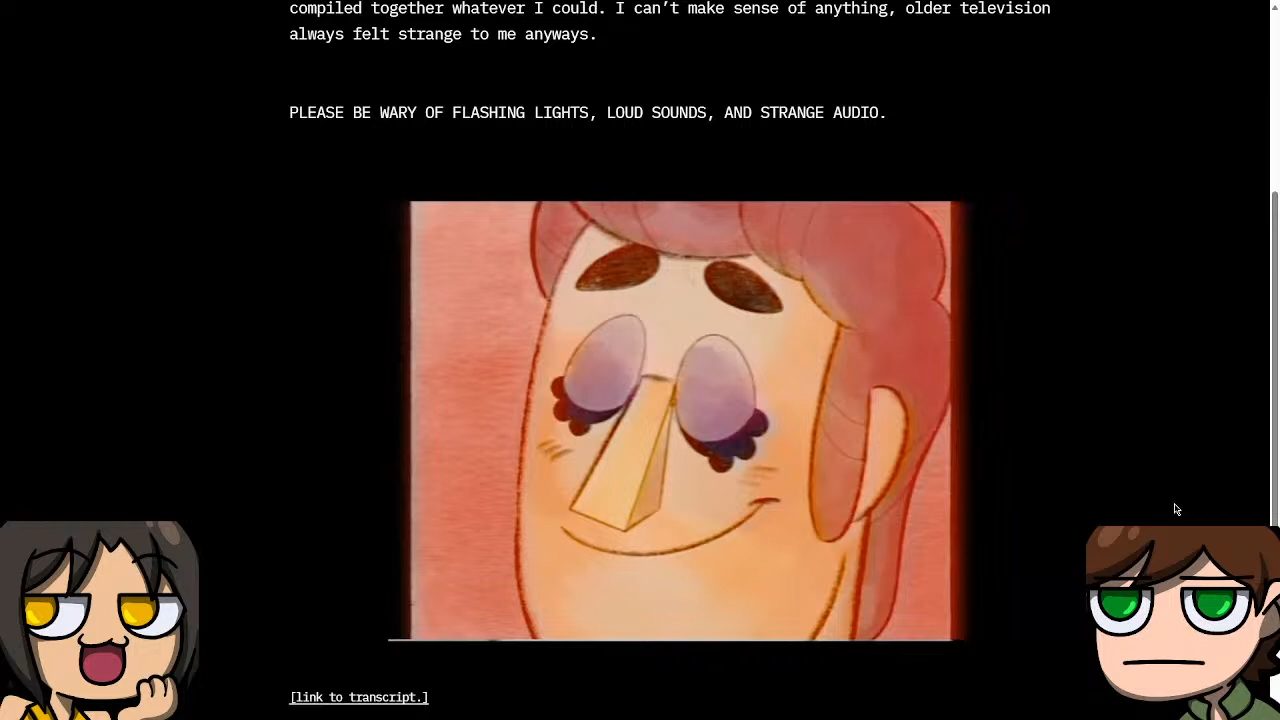 compiled together whatever I could. I can’t make sense of anything, older television
always felt strange to me anyways.
PLEASE BE WARY OF FLASHING LIGHTS, LOUD SOUNDS, AND STRANGE AUDIO.
[link to transcript.]